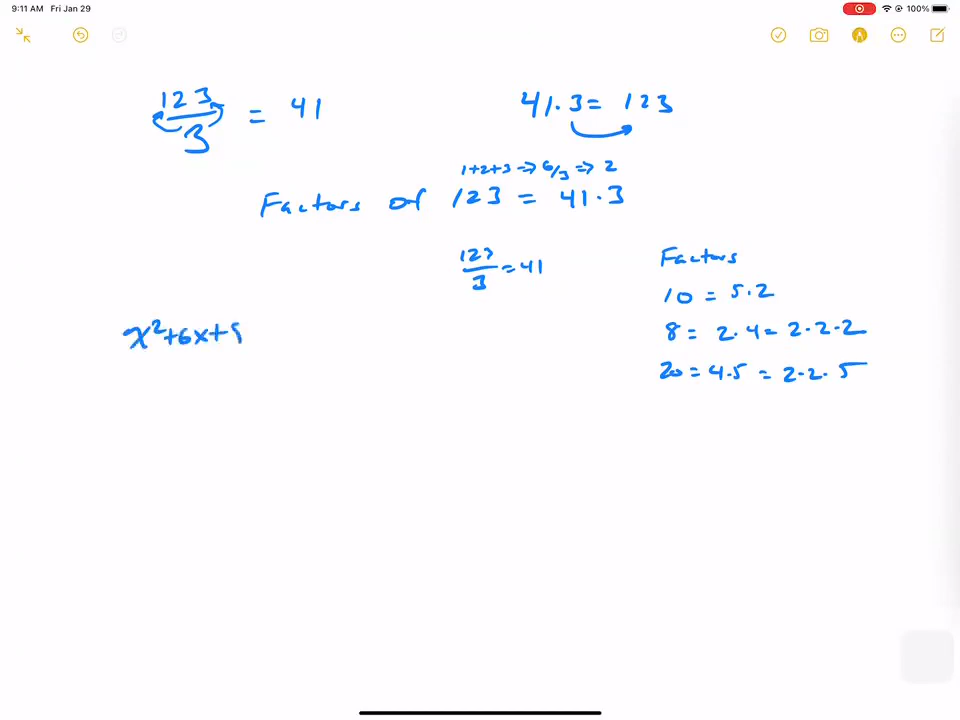 9:11 AM Fri Jan 29
100%
123/3 = 41
41·3 = 123
1+2+3 => 6/3 => 2
Factors of 123 = 41·3
123/3 = 41
Factors
10 = 5·2
8 = 2·4 = 2·2·2
20 = 4·5 = 2·2·5
x²+6x+